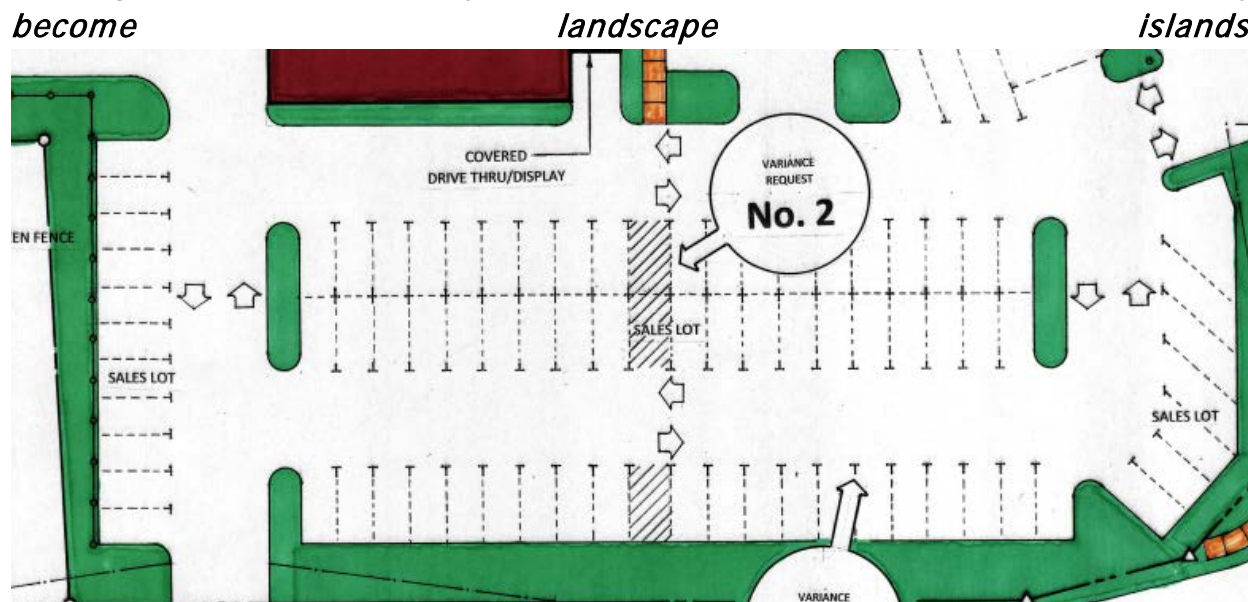 become landscape islands
COVERED
DRIVE THRU/DISPLAY
VARIANCE
REQUEST
No. 2
EN FENCE
SALES LOT
SALES LOT
SALES LOT
VARIANCE